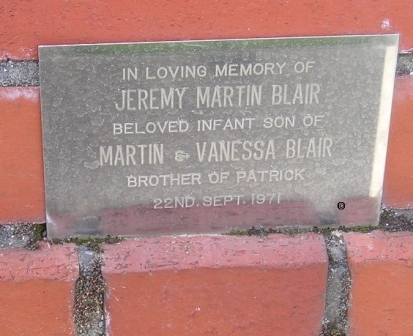 IN LOVING MEMORY OF
JEREMY MARTIN BLAIR
BELOVED INFANT SON OF
MARTIN & VANESSA BLAIR
BROTHER OF PATRICK
22ND. SEPT. 1971